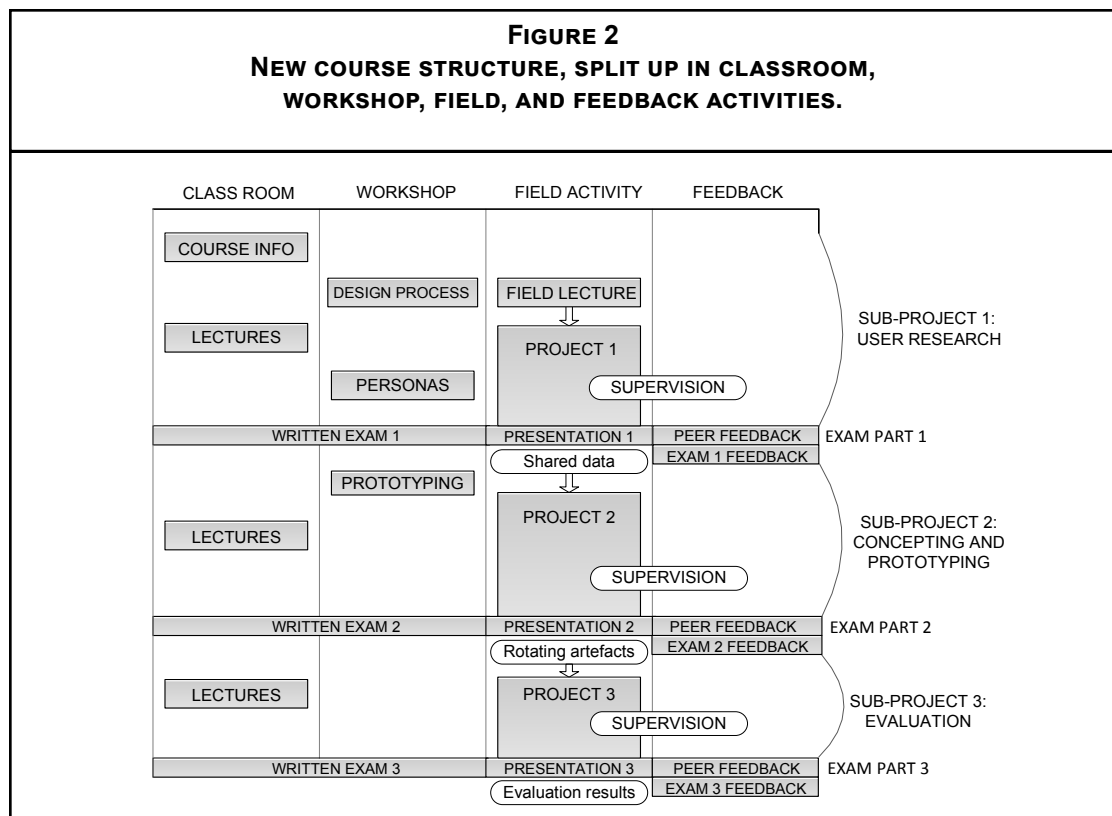 FIGURE 2
NEW COURSE STRUCTURE, SPLIT UP IN CLASSROOM,
WORKSHOP, FIELD, AND FEEDBACK ACTIVITIES.
CLASS ROOM WORKSHOP FIELD ACTIVITY FEEDBACK
COURSE INFO
DESIGN PROCESS FIELD LECTURE
LECTURES
PROJECT 1
SUB-PROJECT 1:
USER RESEARCH
PERSONAS
SUPERVISION
WRITTEN EXAM 1 PRESENTATION 1 PEER FEEDBACK EXAM PART 1
Shared data EXAM 1 FEEDBACK
PROTOTYPING
PROJECT 2
LECTURES
SUB-PROJECT 2:
CONCEPTING AND
PROTOTYPING
SUPERVISION
WRITTEN EXAM 2 PRESENTATION 2 PEER FEEDBACK EXAM PART 2
Rotating artefacts EXAM 2 FEEDBACK
LECTURES
PROJECT 3
SUB-PROJECT 3:
EVALUATION
SUPERVISION
WRITTEN EXAM 3 PRESENTATION 3 PEER FEEDBACK EXAM PART 3
Evaluation results EXAM 3 FEEDBACK